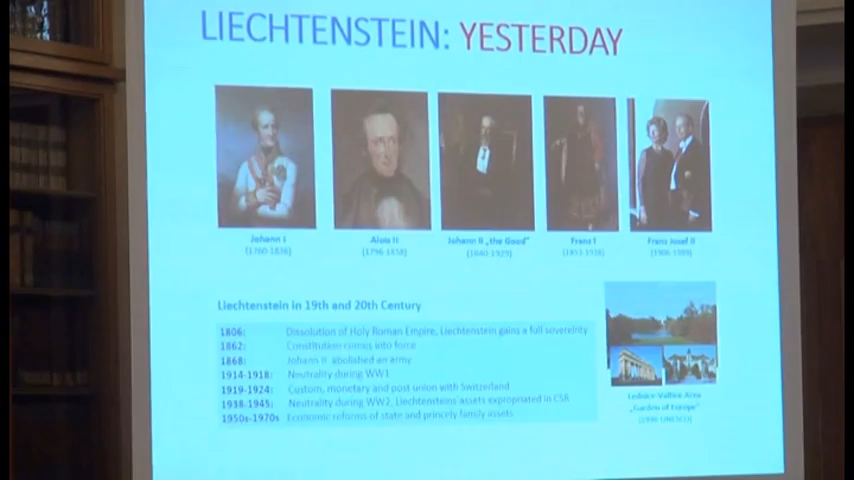 LIECHTENSTEIN: YESTERDAY
Johann I
(1760-1836)
Alois II
(1796-1858)
Johann II „the Good"
(1840-1929)
Franz I
(1853-1938)
Franz Josef II
(1906-1989)
Liechtenstein in 19th and 20th Century
1806: Dissolution of Holy Roman Empire, Liechtenstein gains a full sovereinty
1862: Constitution comes into force
1868: Johann II. abolished an army
1914-1918: Neutrality during WW1
1919-1924: Custom, monetary and post union with Switzerland
1938-1945: Neutrality during WW2, Liechtensteins' assets expropriated in CSR
1950s-1970s Economic reforms of state and princely family assets
Lednice-Valtice Area
„Garden of Europe"
(1996 UNESCO)